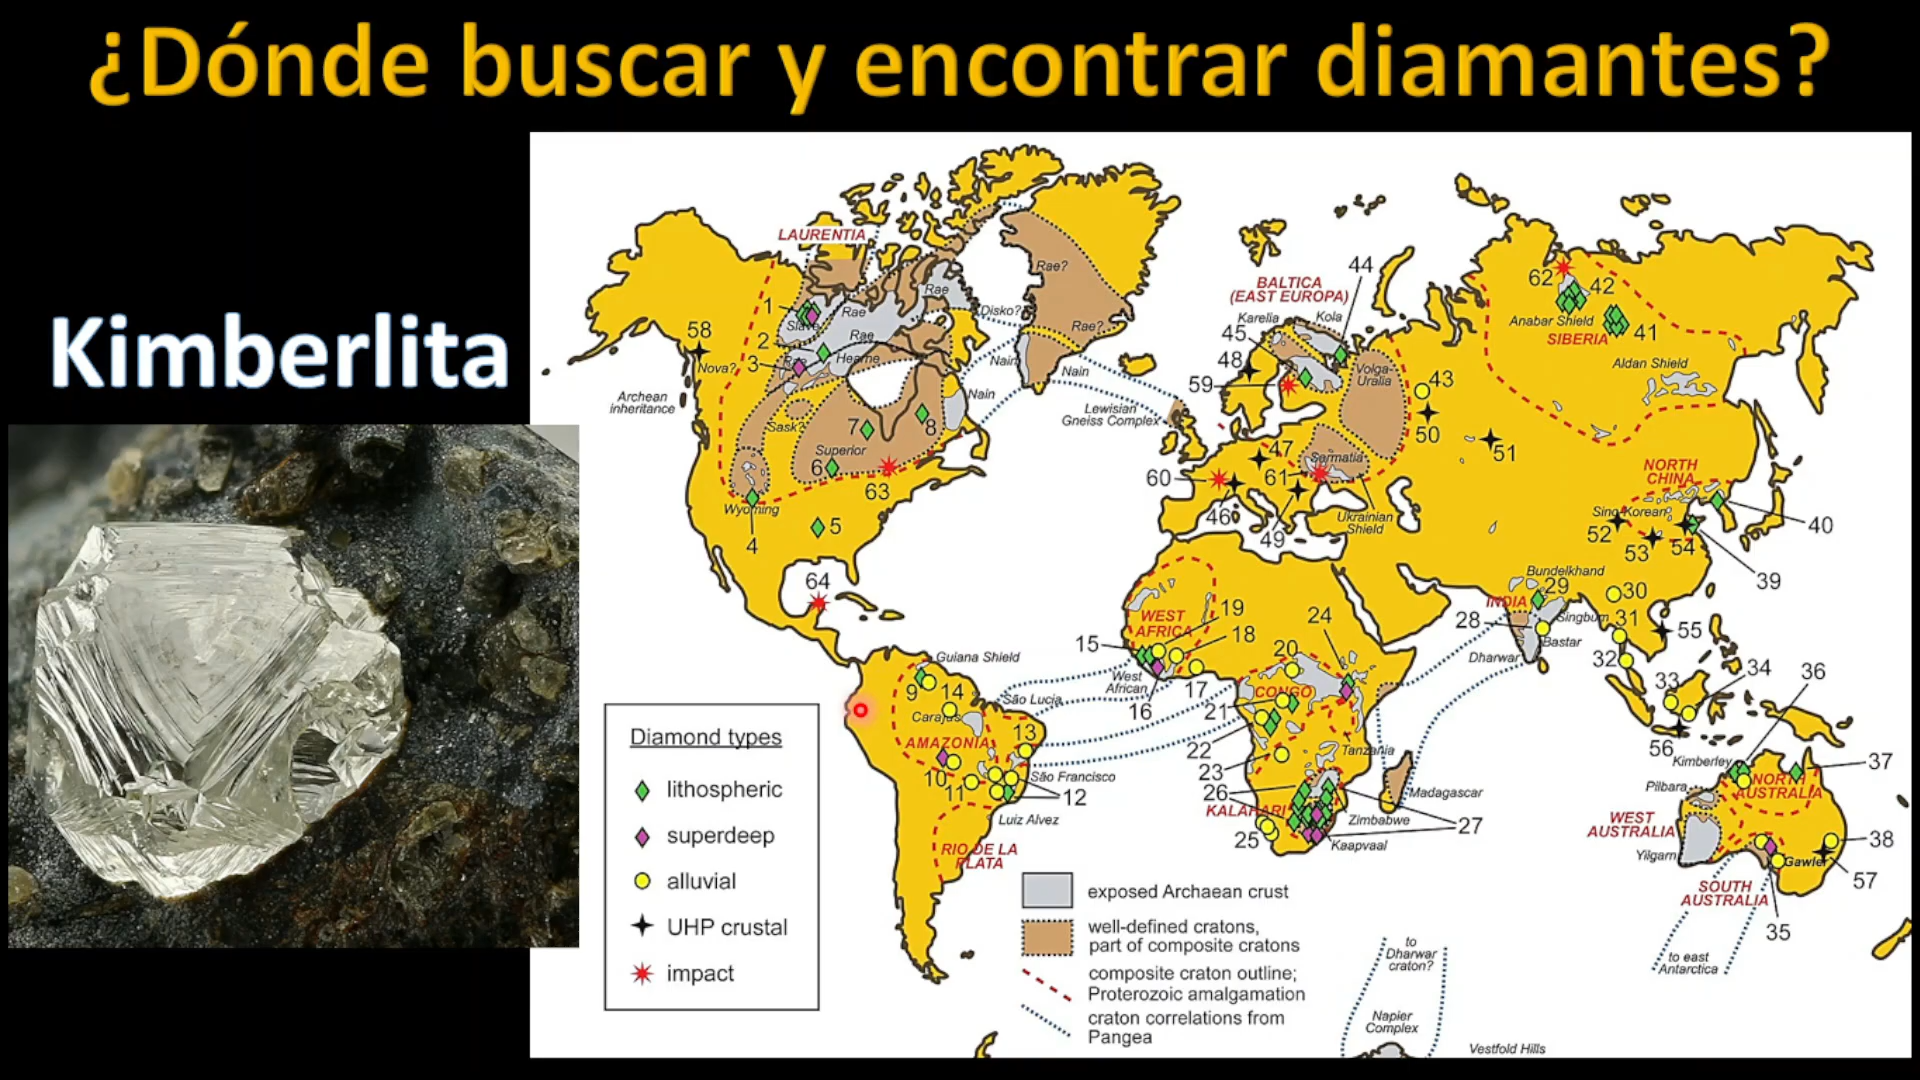 ¿Dónde buscar y encontrar diamantes?
Kimberlita
LAURENTIA
1
Slave
Rae
Rae
Rae
Rae
2
3
Hearne
58
Nova?
Archean
inheritance
Sask?
7
8
Superior
6
63
Wyoming
4
5
64
Disko?
Rae?
Rae?
Nain
Nain
Nain
Lewisian
Gneiss Complex
BALTICA
(EAST EUROPA)
44
Karelia
Kola
45
48
59
Volga-
Uralia
43
50
51
47
Sarmatia
60
61
46
49
Ukrainian
Shield
62
42
Anabar Shield
41
SIBERIA
Aldan Shield
NORTH
CHINA
Sino-Korean
52
53
54
40
39
Bundelkhand
29
30
INDIA
28
Singbum
31
Bastar
Dharwar
32
55
33
34
56
36
Kimberley
37
NORTH
AUSTRALIA
Pilbara
WEST
AUSTRALIA
Yilgarn
38
Gawler
57
SOUTH
AUSTRALIA
35
to east
Antarctica
WEST
AFRICA
19
18
15
West
African
16
17
24
20
CONGO
21
22
23
Tanzania
26
KALAHARI
25
Zimbabwe
Kaapvaal
27
Madagascar
Guiana Shield
9
14
São Lucia
Carajas
AMAZONIA
13
10
11
São Francisco
12
Luiz Alves
RIO DE LA
PLATA
Diamond types
lithospheric
superdeep
alluvial
UHP crustal
impact
exposed Archaean crust
well-defined cratons,
part of composite cratons
composite craton outline;
Proterozoic amalgamation
craton correlations from
Pangea
to
Dharwar
craton?
Napier
Complex
Vestfold Hills